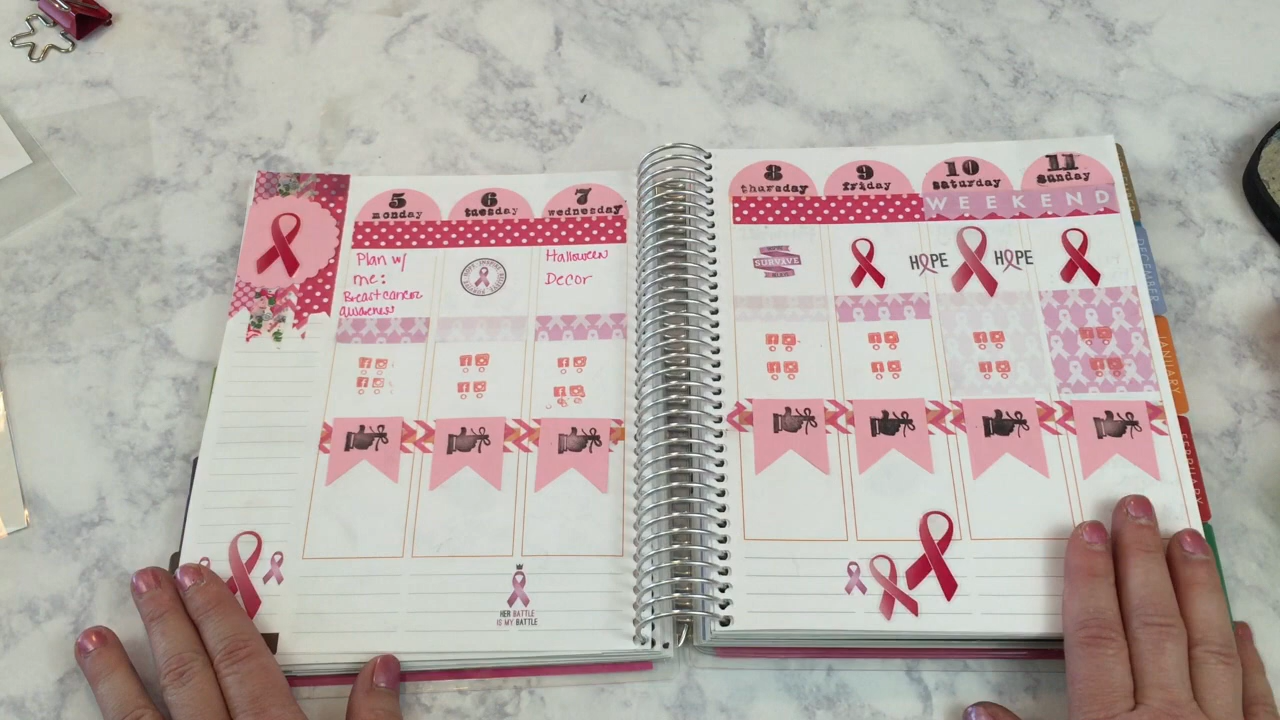 5
monday
6
tuesday
7
wednesday
8
thursday
9
friday
10
saturday
11
sunday
WEEKEND
Plan w/
me:
Breast cancer
awareness
Halloween
Decor
SURVIVE
HOPE
HOPE
HER BATTLE
IS MY BATTLE
DECEMBER
JANUARY
FEBRUARY